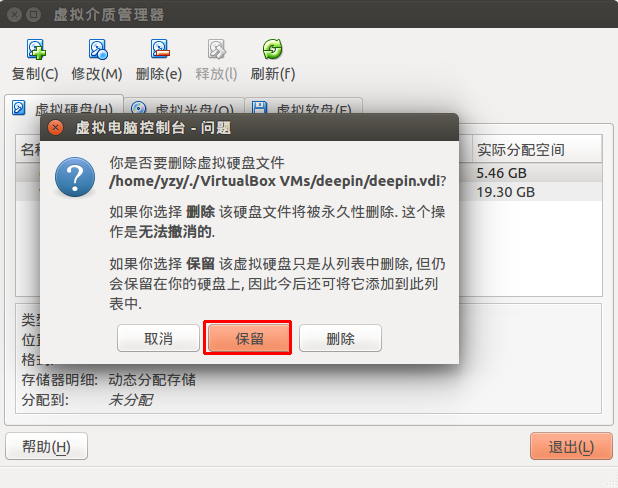 虚拟介质管理器
复制(C) 修改(M) 删除(e) 释放(l) 刷新(f)
虚拟硬盘(H) 虚拟光盘(O) 虚拟软盘(F)
虚拟电脑控制台 - 问题
实际分配空间
你是否要删除虚拟硬盘文件
/home/yzy/./VirtualBox VMs/deepin/deepin.vdi?
5.46 GB
19.30 GB
如果你选择 删除 该硬盘文件将被永久性删除. 这个操
作是无法撤消的.
如果你选择 保留 该虚拟硬盘只是从列表中删除, 但仍
会保留在你的硬盘上, 因此今后还可将它添加到此列
表中.
取消 保留 删除
存储器明细: 动态分配存储
分配到: 未分配
帮助(H) 退出(L)